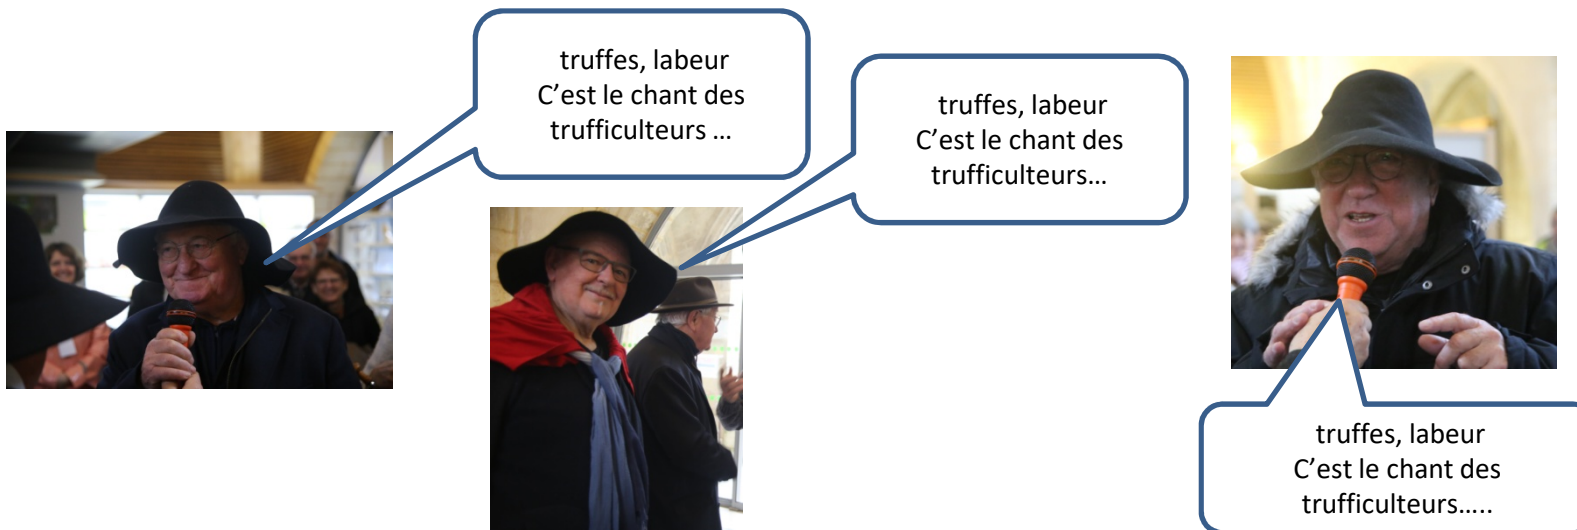 truffes, labeur
C'est le chant des
trufficulteurs ...
truffes, labeur
C'est le chant des
trufficulteurs...
truffes, labeur
C'est le chant des
trufficulteurs.....